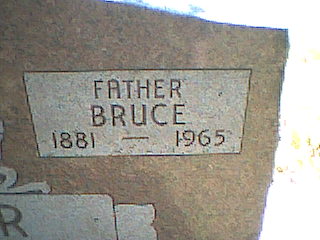 FATHER
BRUCE
1881 — 1965
R